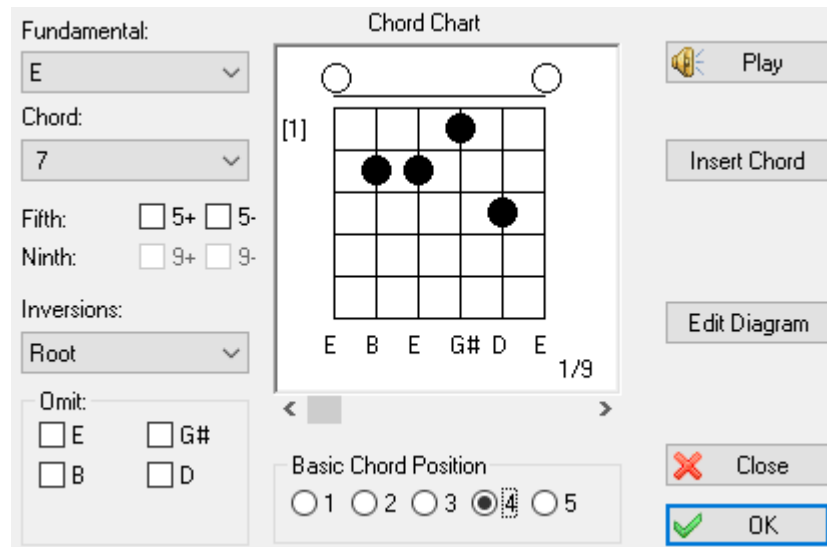 Fundamental:
E
Chord:
7
Fifth: 5+ 5-
Ninth: 9+ 9-
Inversions:
Root
Omit:
E G#
B D
Chord Chart
[1]
E B E G# D E
1/9
Basic Chord Position
1 2 3 4 5
Play
Insert Chord
Edit Diagram
Close
OK